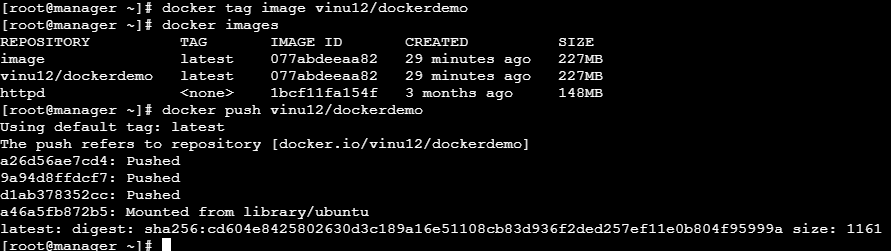 [root@manager ~]# docker tag image vinu12/dockerdemo
[root@manager ~]# docker images
REPOSITORY          TAG       IMAGE ID       CREATED          SIZE
image               latest    077abdeeaa82   29 minutes ago   227MB
vinu12/dockerdemo   latest    077abdeeaa82   29 minutes ago   227MB
httpd               <none>    1bcf11fa154f   3 months ago     148MB
[root@manager ~]# docker push vinu12/dockerdemo
Using default tag: latest
The push refers to repository [docker.io/vinu12/dockerdemo]
a26d56ae7cd4: Pushed
9a94d8ffdcf7: Pushed
d1ab378352cc: Pushed
a46a5fb872b5: Mounted from library/ubuntu
latest: digest: sha256:cd604e8425802630d3c189a16e51108cb83d936f2ded257ef11e0b804f95999a size: 1161
[root@manager ~]#